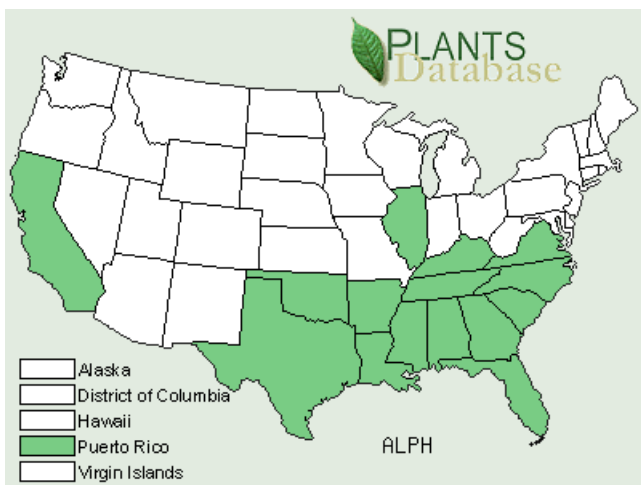 PLANTS
Database
Alaska
District of Columbia
Hawaii
Puerto Rico
Virgin Islands
ALPH